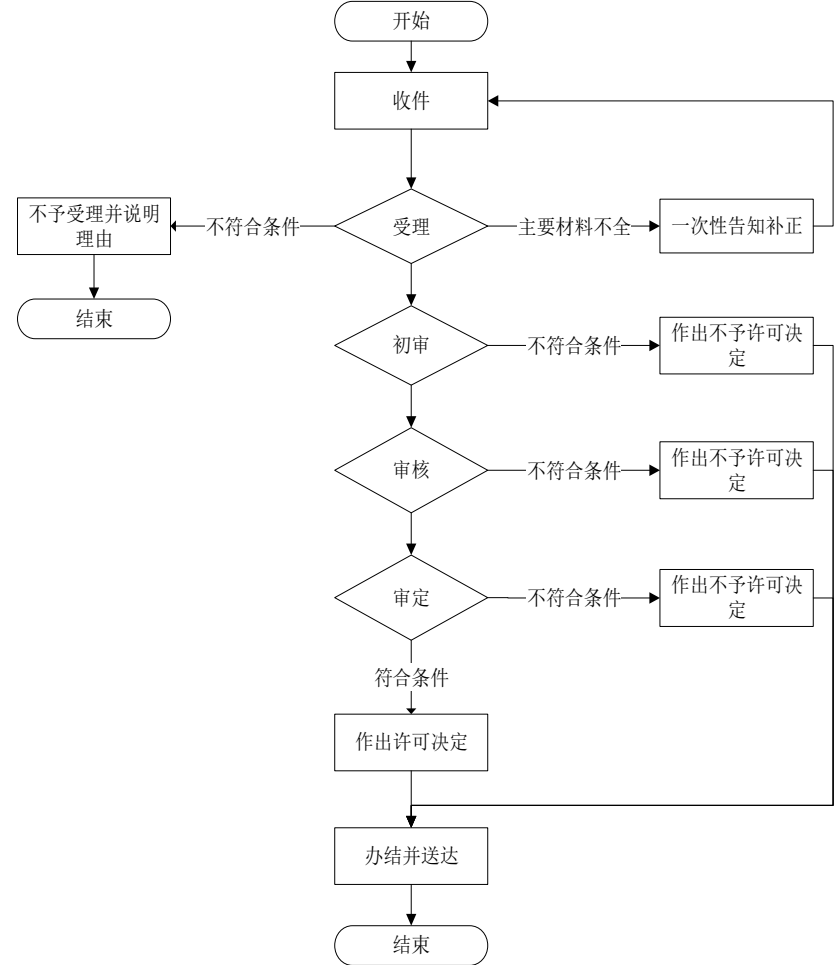 开始
收件
不予受理并说明
理由
不符合条件
受理
主要材料不全
一次性告知补正
结束
初审
不符合条件
作出不予许可决
定
审核
不符合条件
作出不予许可决
定
审定
不符合条件
作出不予许可决
定
符合条件
作出许可决定
办结并送达
结束